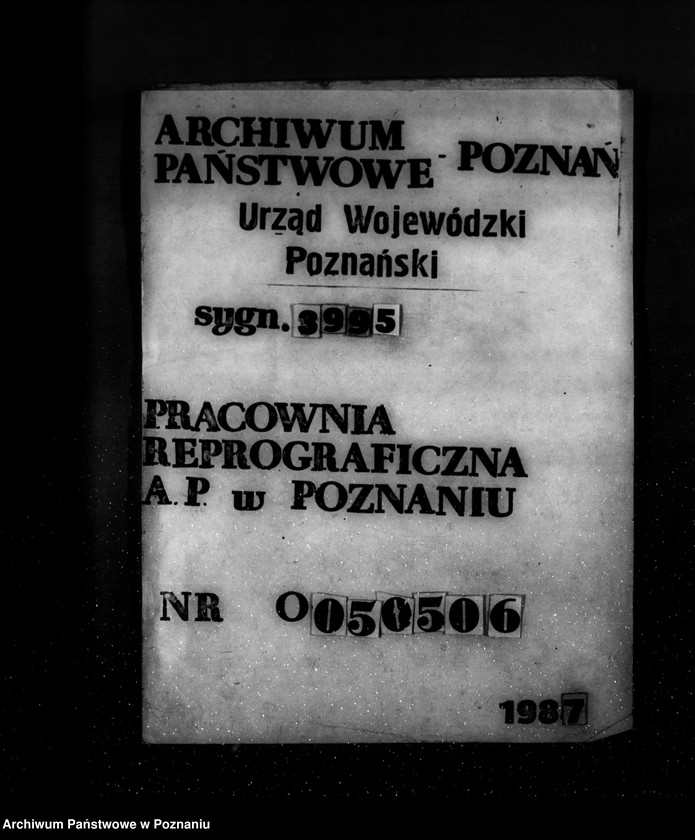 ARCHIWUM
PAŃSTWOWE - POZNAŃ
Urząd Wojewódzki
Poznański
sygn. 3995
PRACOWNIA
REPROGRAFICZNA
A.P. w POZNANIU
NR O050506
1987
Archiwum Państwowe w Poznaniu